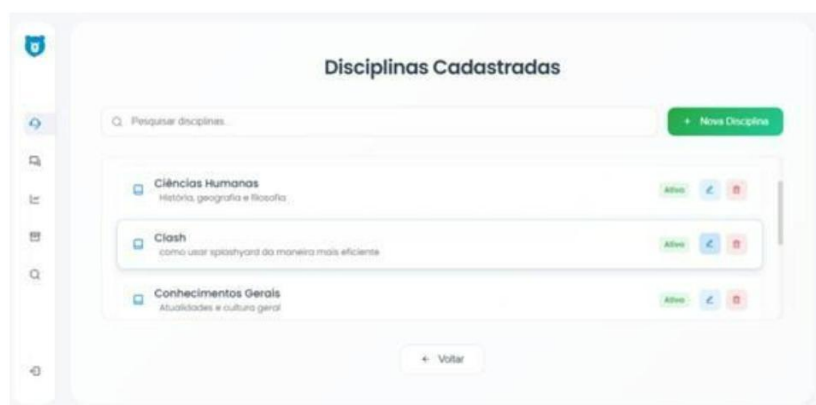 Disciplinas Cadastradas
Pesquisar disciplinas...
+ Nova Disciplina
Ciências Humanas
História, geografia e filosofia
Ativo
Clash
como usar splashyard da maneira mais eficiente
Ativo
Conhecimentos Gerais
Atualidades e cultura geral
Ativo
← Voltar